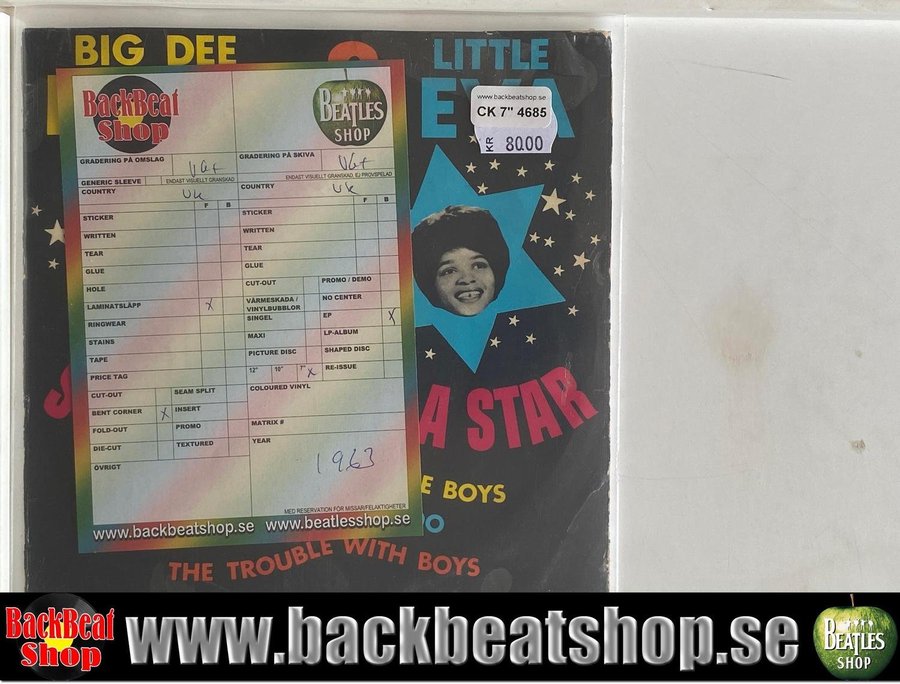 BIG DEE
&
LITTLE
EVA
www.backbeatshop.se
CK 7" 4685
KR 80.00
BackBeat
Shop
BEATLES
SHOP
GRADERING PÅ OMSLAG
VG+
GRADERING PÅ SKIVA
VG+
GENERIC SLEEVE
ENDAST VISUELLT GRANSKAD
ENDAST VISUELLT GRANSKAD, EJ PROVSPELAD
COUNTRY
UK
COUNTRY
UK
F B
F B
STICKER
STICKER
WRITTEN
WRITTEN
TEAR
TEAR
GLUE
GLUE
HOLE
CUT-OUT
PROMO / DEMO
LAMINATSLÄPP X
VÄRMESKADA /
VINYLBUBBLOR
NO CENTER
RINGWEAR
SINGEL
EP X
STAINS
MAXI
LP-ALBUM
TAPE
PICTURE DISC
SHAPED DISC
PRICE TAG
12" 10" 7" X
RE-ISSUE
CUT-OUT
SEAM SPLIT
COLOURED VINYL
BENT CORNER X
INSERT
FOLD-OUT
PROMO
MATRIX #
DIE-CUT
TEXTURED
YEAR
ÖVRIGT
1963
MED RESERVATION FÖR MISSAR/FELAKTIGHETER
www.backbeatshop.se www.beatlesshop.se
S
A STAR
E BOYS
OO
THE TROUBLE WITH BOYS
BackBeat
Shop
www.backbeatshop.se
BEATLES
SHOP